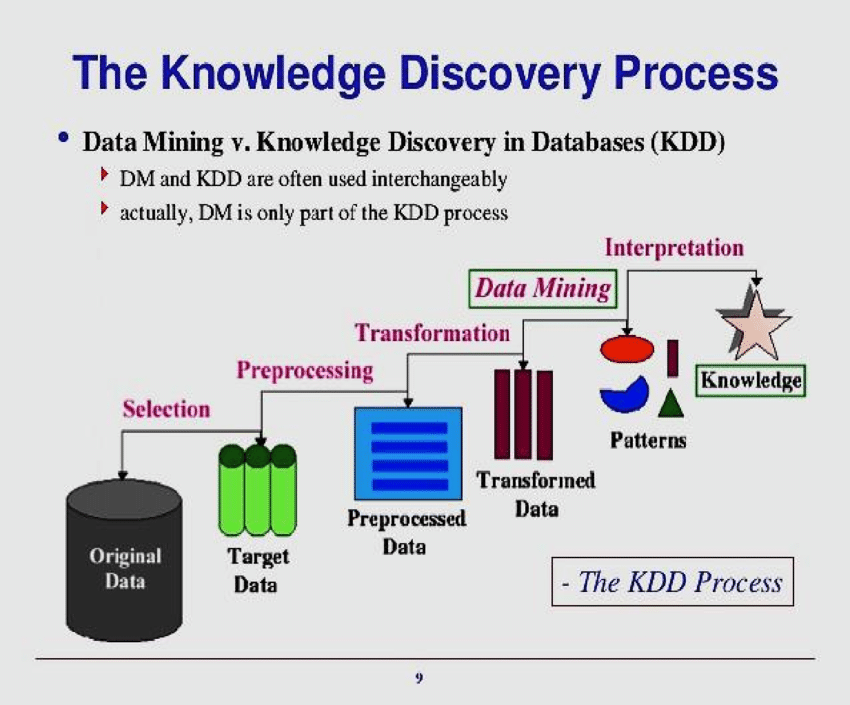 The Knowledge Discovery Process
• Data Mining v. Knowledge Discovery in Databases (KDD)
DM and KDD are often used interchangeably
actually, DM is only part of the KDD process
Interpretation
Data Mining
Transformation
Preprocessing
Selection
Knowledge
Patterns
Transformed
Data
Preprocessed
Data
Target
Data
Original
Data
- The KDD Process
9